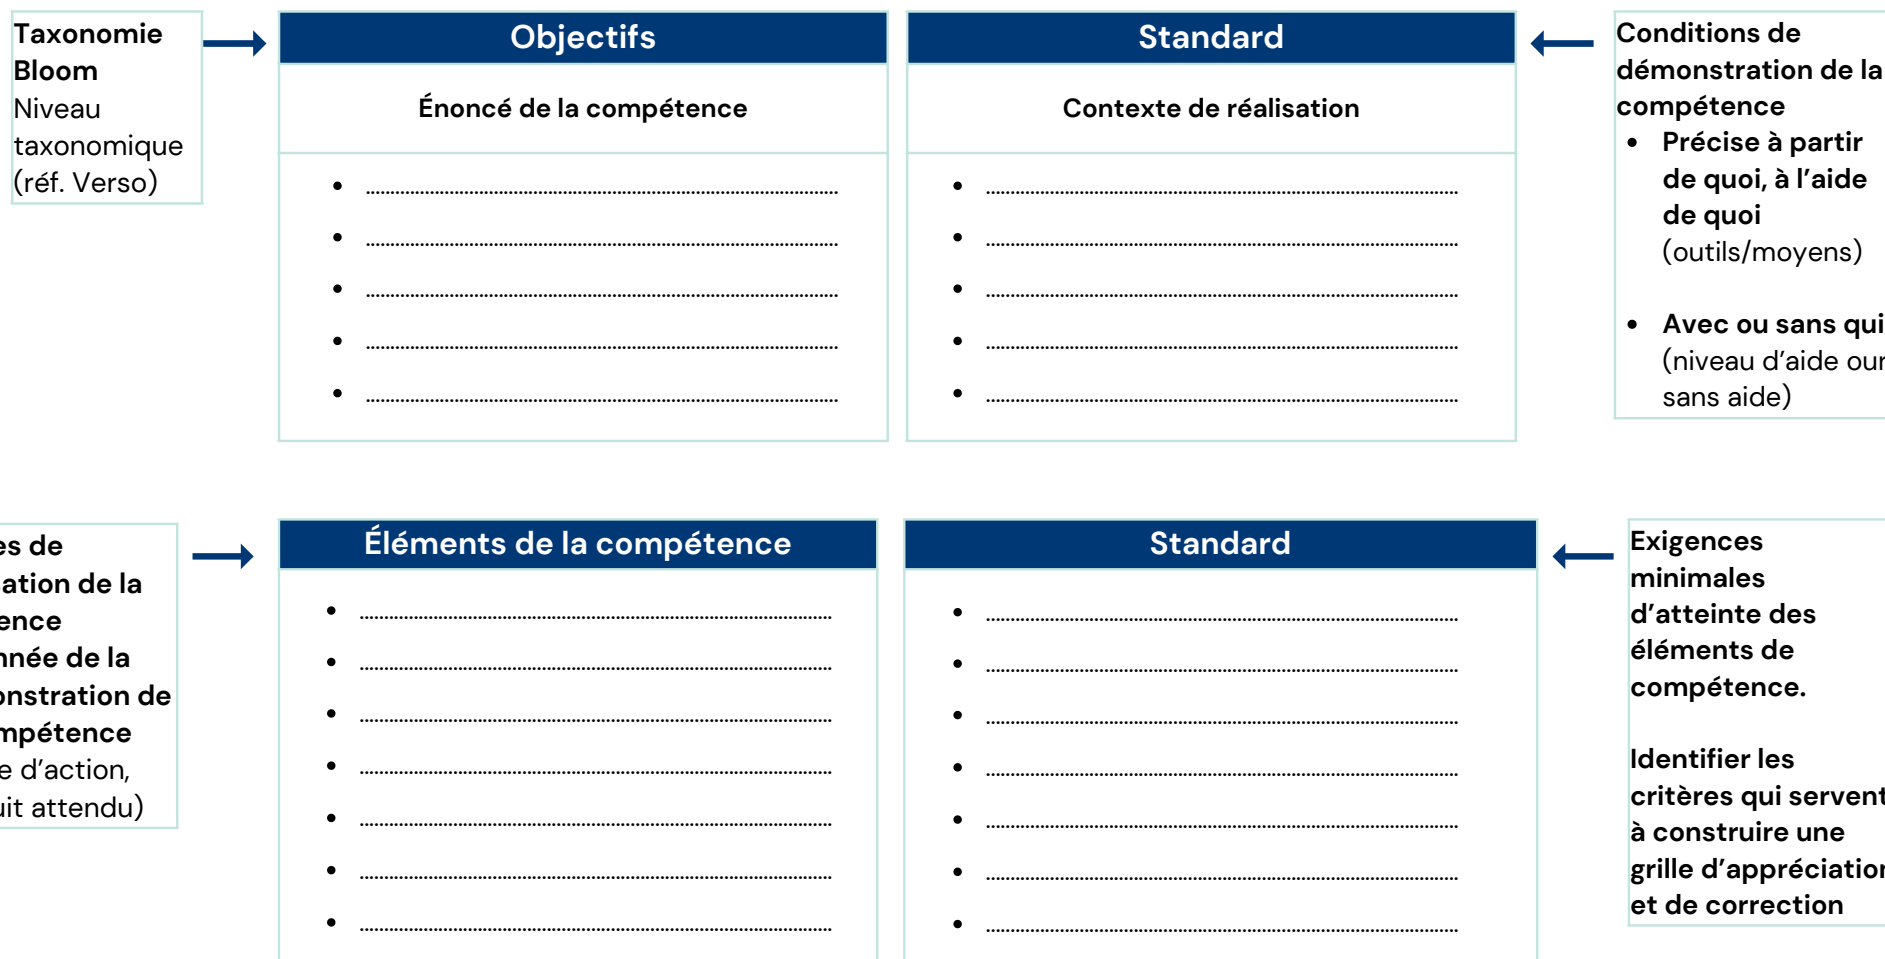 Taxonomie
Bloom
Niveau
taxonomique
(réf. Verso)
Objectifs
Énoncé de la compétence
• ........................................
• ........................................
• ........................................
• ........................................
• ........................................
Standard
Contexte de réalisation
• ........................................
• ........................................
• ........................................
• ........................................
• ........................................
Conditions de
démonstration de la
compétence
• Précise à partir
de quoi, à l’aide
de quoi
(outils/moyens)
• Avec ou sans qui
(niveau d’aide our
sans aide)
es de
ation de la
ence
nnée de la
onstration de
mpétence
e d’action,
uit attendu)
Éléments de la compétence
• ........................................
• ........................................
• ........................................
• ........................................
• ........................................
• ........................................
• ........................................
Standard
• ........................................
• ........................................
• ........................................
• ........................................
• ........................................
• ........................................
• ........................................
Exigences
minimales
d’atteinte des
éléments de
compétence.
Identifier les
critères qui servent
à construire une
grille d’appréciation
et de correction